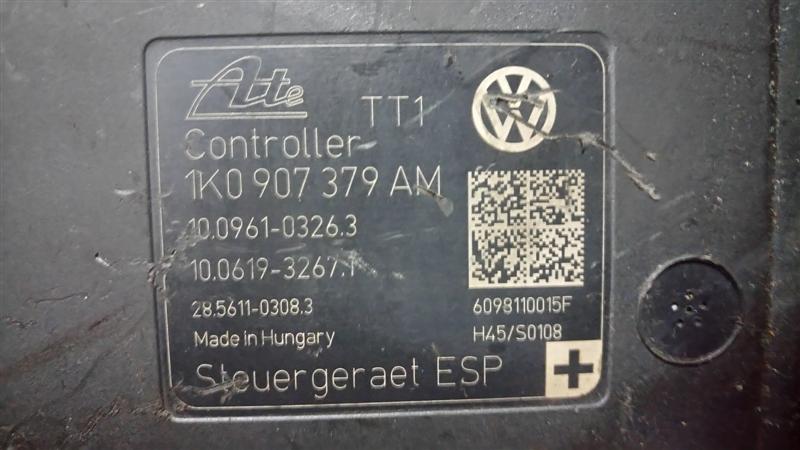 Ate TT1
Controller
1K0 907 379 AM
10.0961-0326.3
10.0619-3267.1
28.5611-0308.3
6098110015F
Made in Hungary
H45/S0108
Steuergeraet ESP